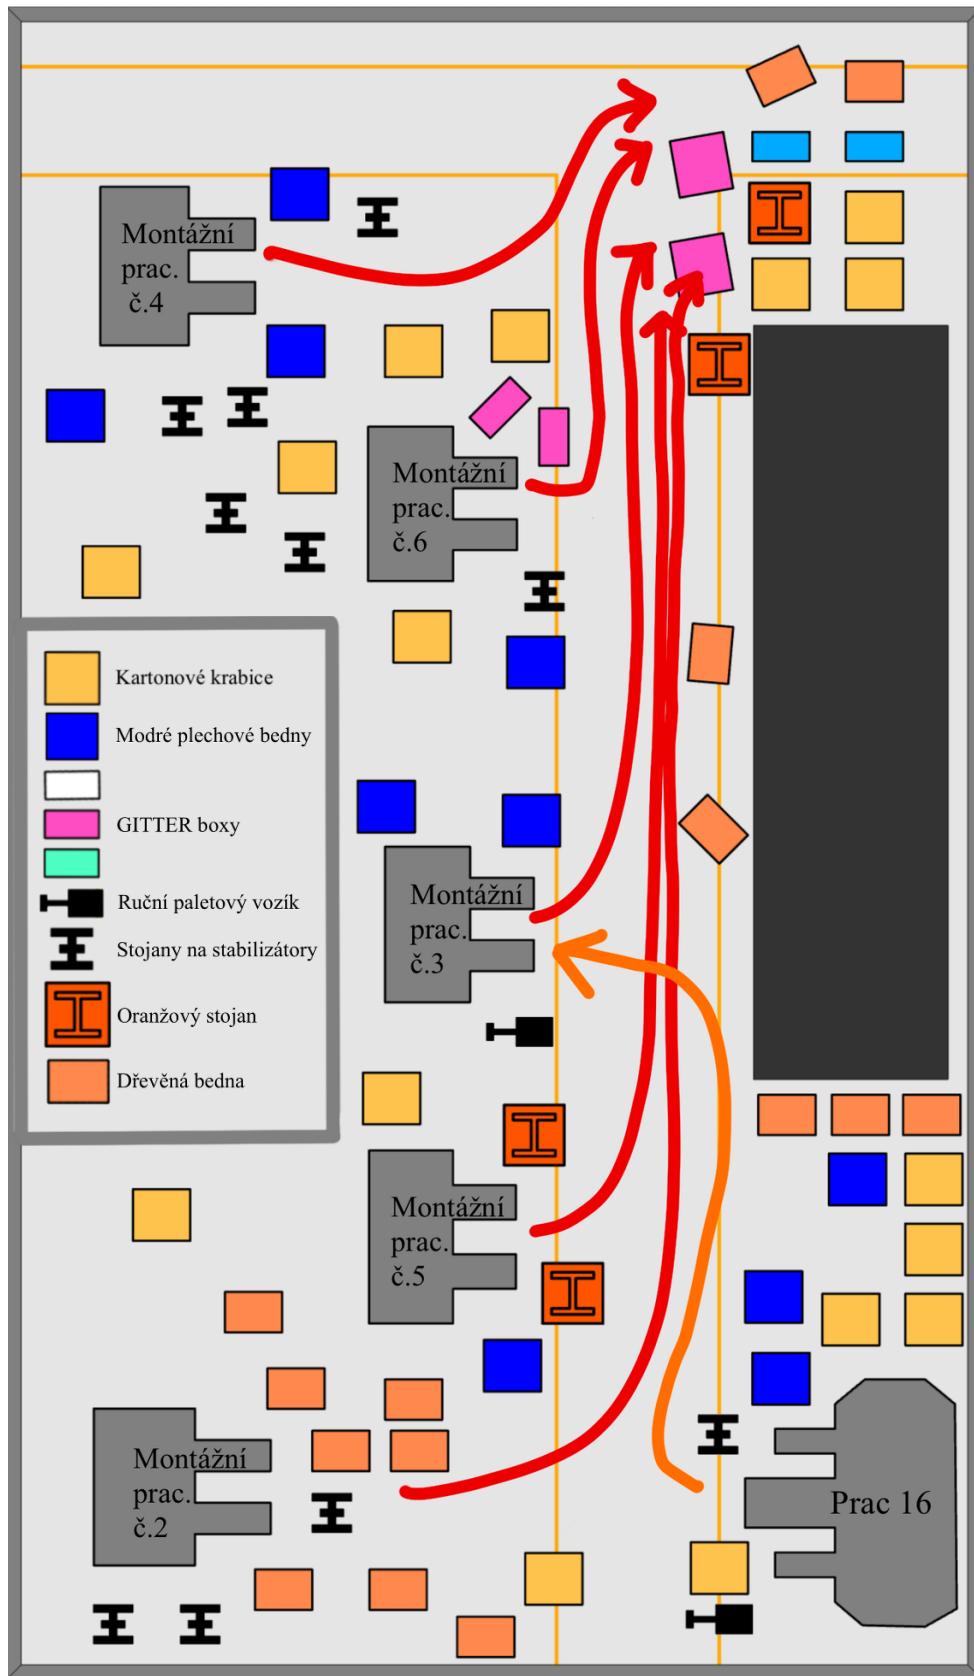 Montážní
prac.
č.4
Montážní
prac.
č.6
Kartonové krabice
Modré plechové bedny
GITTER boxy
Ruční paletový vozík
Stojany na stabilizátory
Oranžový stojan
Dřevěná bedna
Montážní
prac.
č.3
Montážní
prac.
č.5
Montážní
prac.
č.2
Prac 16